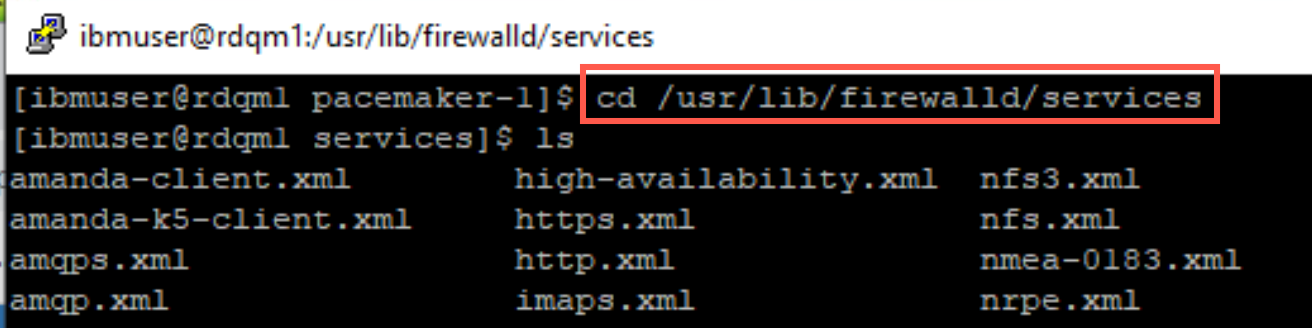 ibmuser@rdqm1:/usr/lib/firewalld/services
[ibmuser@rdqm1 pacemaker-1]$ cd /usr/lib/firewalld/services
[ibmuser@rdqm1 services]$ ls
amanda-client.xml high-availability.xml nfs3.xml
amanda-k5-client.xml https.xml nfs.xml
amqps.xml http.xml nmea-0183.xml
amqp.xml imaps.xml nrpe.xml